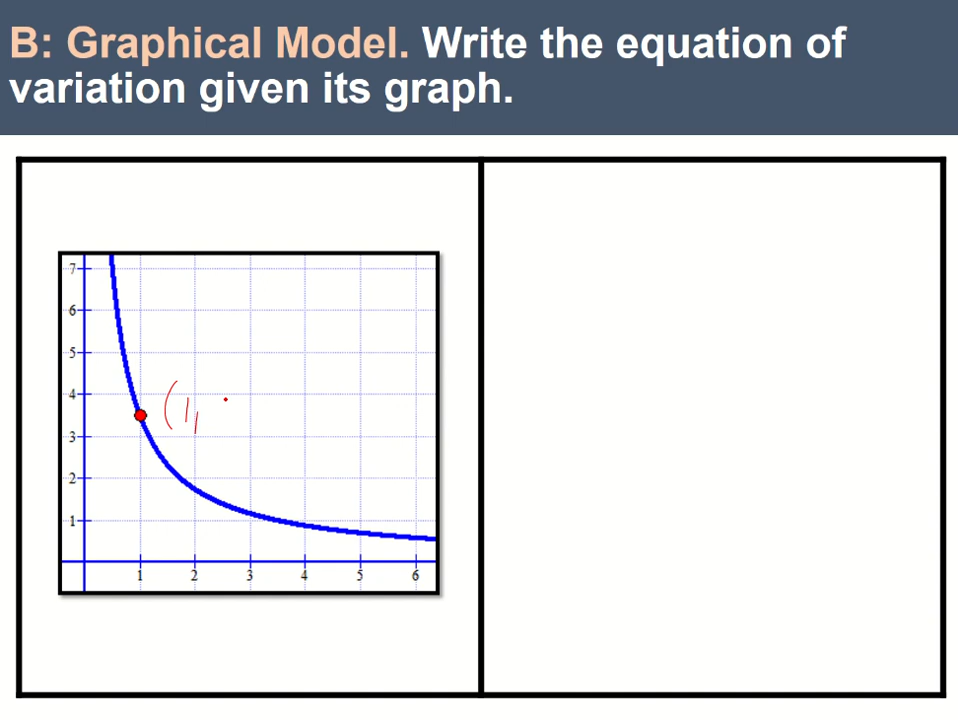 B: Graphical Model. Write the equation of
variation given its graph.
7
6
5
4
(1,
3
2
1
1 2 3 4 5 6